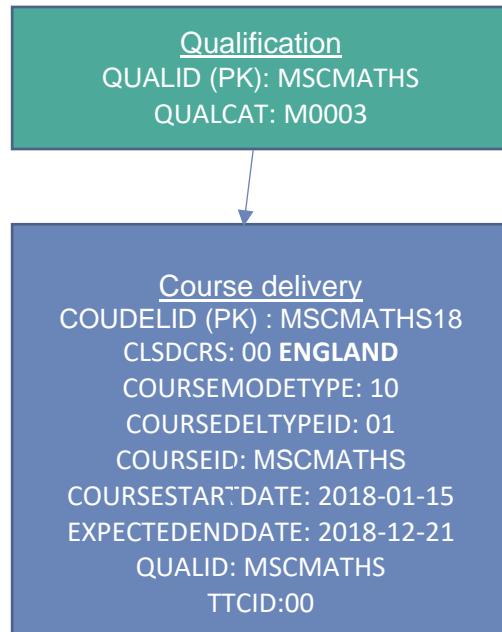 Qualification
QUALID (PK): MSCMATHS
QUALCAT: M0003
Course delivery
COUDELID (PK) : MSCMATHS18
CLSDCRS: 00 ENGLAND
COURSEMODETYPE: 10
COURSEDELTYPEID: 01
COURSEID: MSCMATHS
COURSESTARTDATE: 2018-01-15
EXPECTEDENDDATE: 2018-12-21
QUALID: MSCMATHS
TTCID:00